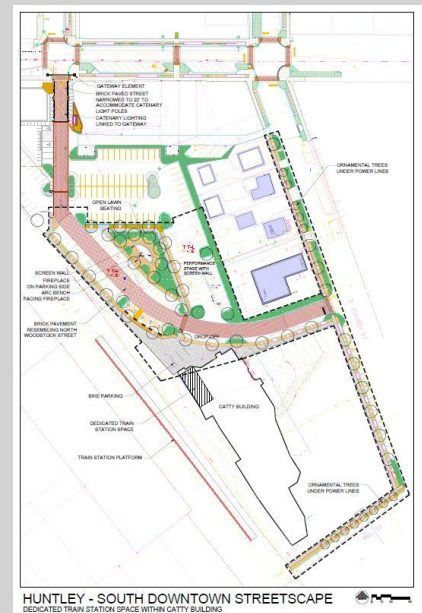 GATEWAY ELEMENT
BRICK PAVED STREET
NARROWED TO 22' TO
ACCOMMODATE CATENARY
LIGHT POLES
CATENARY LIGHTING
LINKED TO GATEWAY
ORNAMENTAL TREES
UNDER POWER LINES
OPEN LAWN
SEATING
PERFORMANCE
STAGE WITH
SCREEN WALL
SCREEN WALL
FIREPLACE
ON PARKING SIDE
ARC BENCH
FACING FIREPLACE
BRICK PAVEMENT
RESEMBLING NORTH
WOODSTOCK STREET
DROP OFF
BIKE PARKING
CATTY BUILDING
DEDICATED TRAIN
STATION SPACE
TRAIN STATION PLATFORM
ORNAMENTAL TREES
UNDER POWER LINES
HUNTLEY - SOUTH DOWNTOWN STREETSCAPE
DEDICATED TRAIN STATION SPACE WITHIN CATTY BUILDING